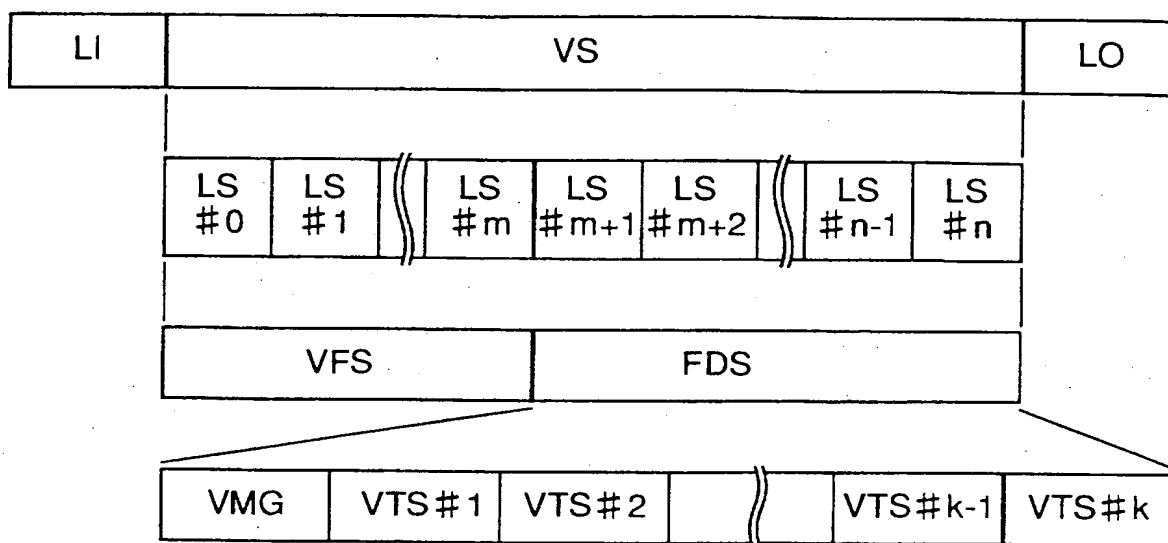 LI VS LO
LS LS LS LS LS LS LS
#0 #1 #m #m+1 #m+2 #n-1 #n
VFS FDS
VMG VTS#1 VTS#2 VTS#k-1 VTS#k